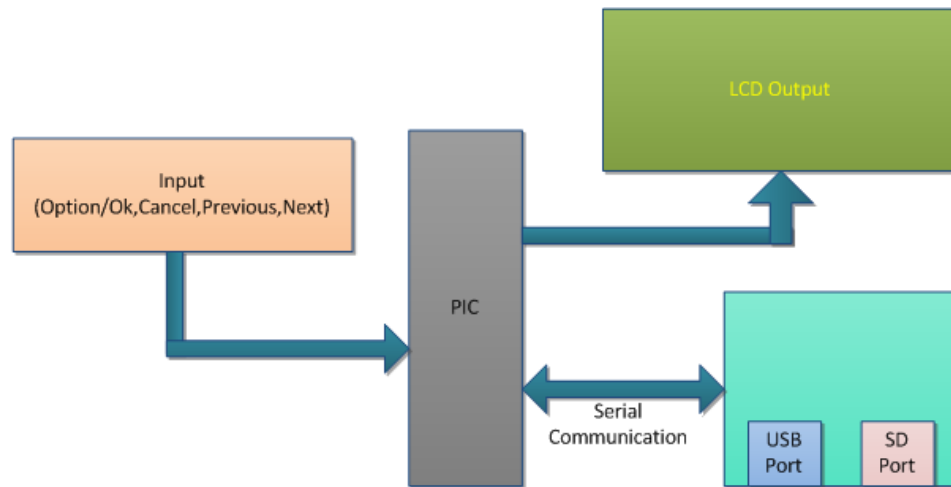 LCD Output
Input
(Option/Ok,Cancel,Previous,Next)
PIC
Serial
Communication
USB
Port
SD
Port